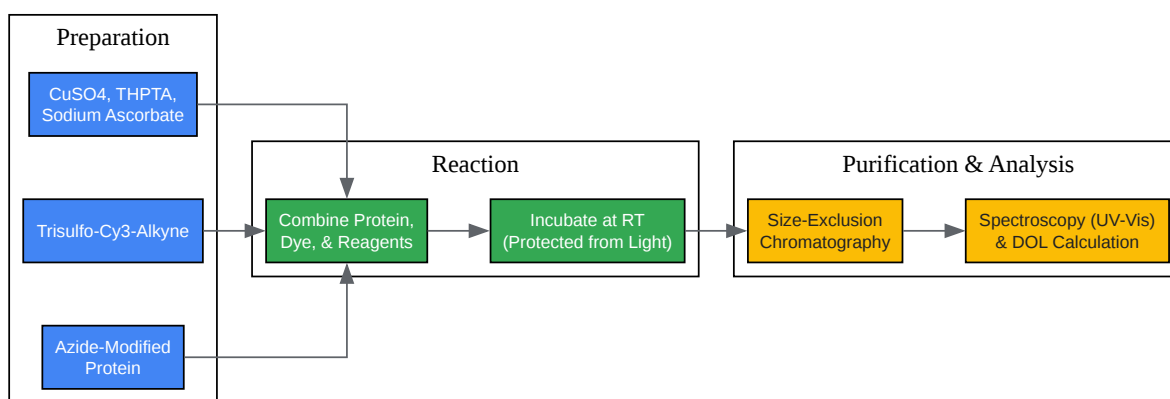 Preparation
CuSO4, THPTA,
Sodium Ascorbate
Trisulfo-Cy3-Alkyne
Azide-Modified
Protein
Reaction
Combine Protein,
Dye, & Reagents
Incubate at RT
(Protected from Light)
Purification & Analysis
Size-Exclusion
Chromatography
Spectroscopy (UV-Vis)
& DOL Calculation